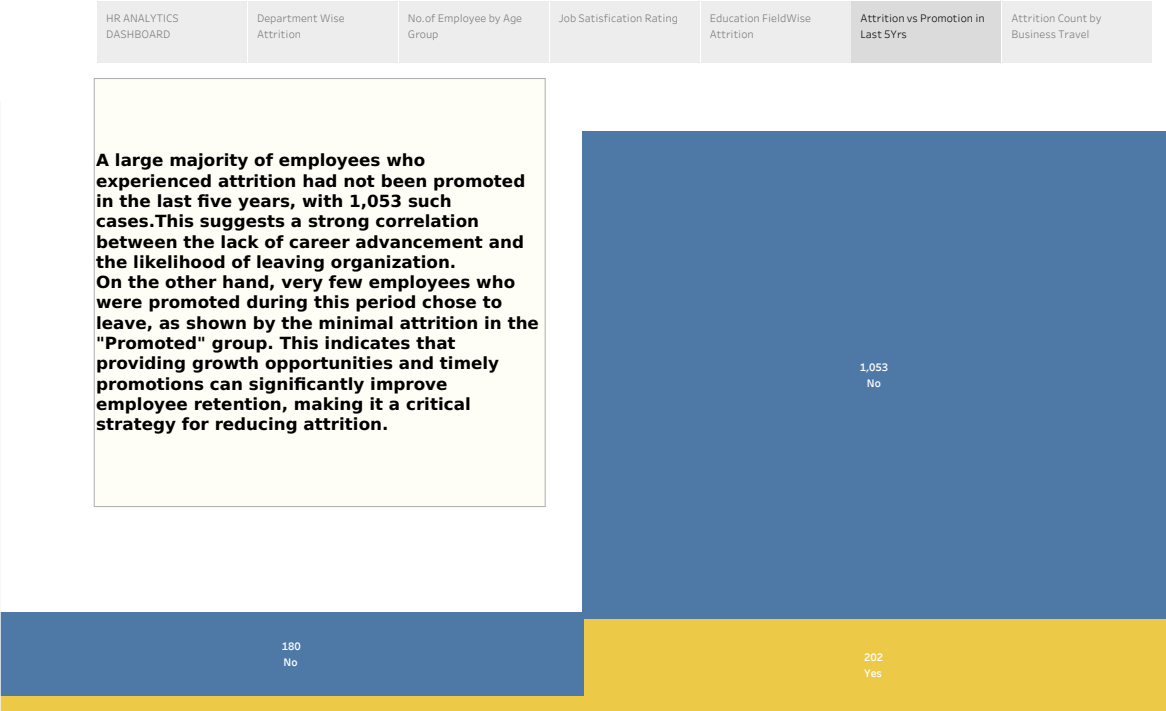 HR ANALYTICS
DASHBOARD
Department Wise
Attrition
No.of Employee by Age
Group
Job Satisfication Rating
Education FieldWise
Attrition
Attrition vs Promotion in
Last 5Yrs
Attrition Count by
Business Travel
A large majority of employees who
experienced attrition had not been promoted
in the last five years, with 1,053 such
cases.This suggests a strong correlation
between the lack of career advancement and
the likelihood of leaving organization.
On the other hand, very few employees who
were promoted during this period chose to
leave, as shown by the minimal attrition in the
"Promoted" group. This indicates that
providing growth opportunities and timely
promotions can significantly improve
employee retention, making it a critical
strategy for reducing attrition.
1,053
No
180
No
202
Yes